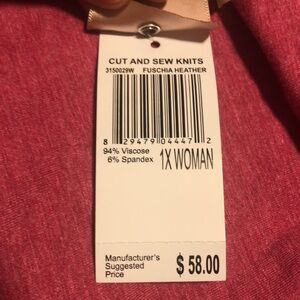 CUT AND SEW KNITS
3150029W FUSCHIA HEATHER
8 29479 04447 2
94% Viscose
6% Spandex
1X WOMAN
Manufacturer's
Suggested
Price
$ 58.00